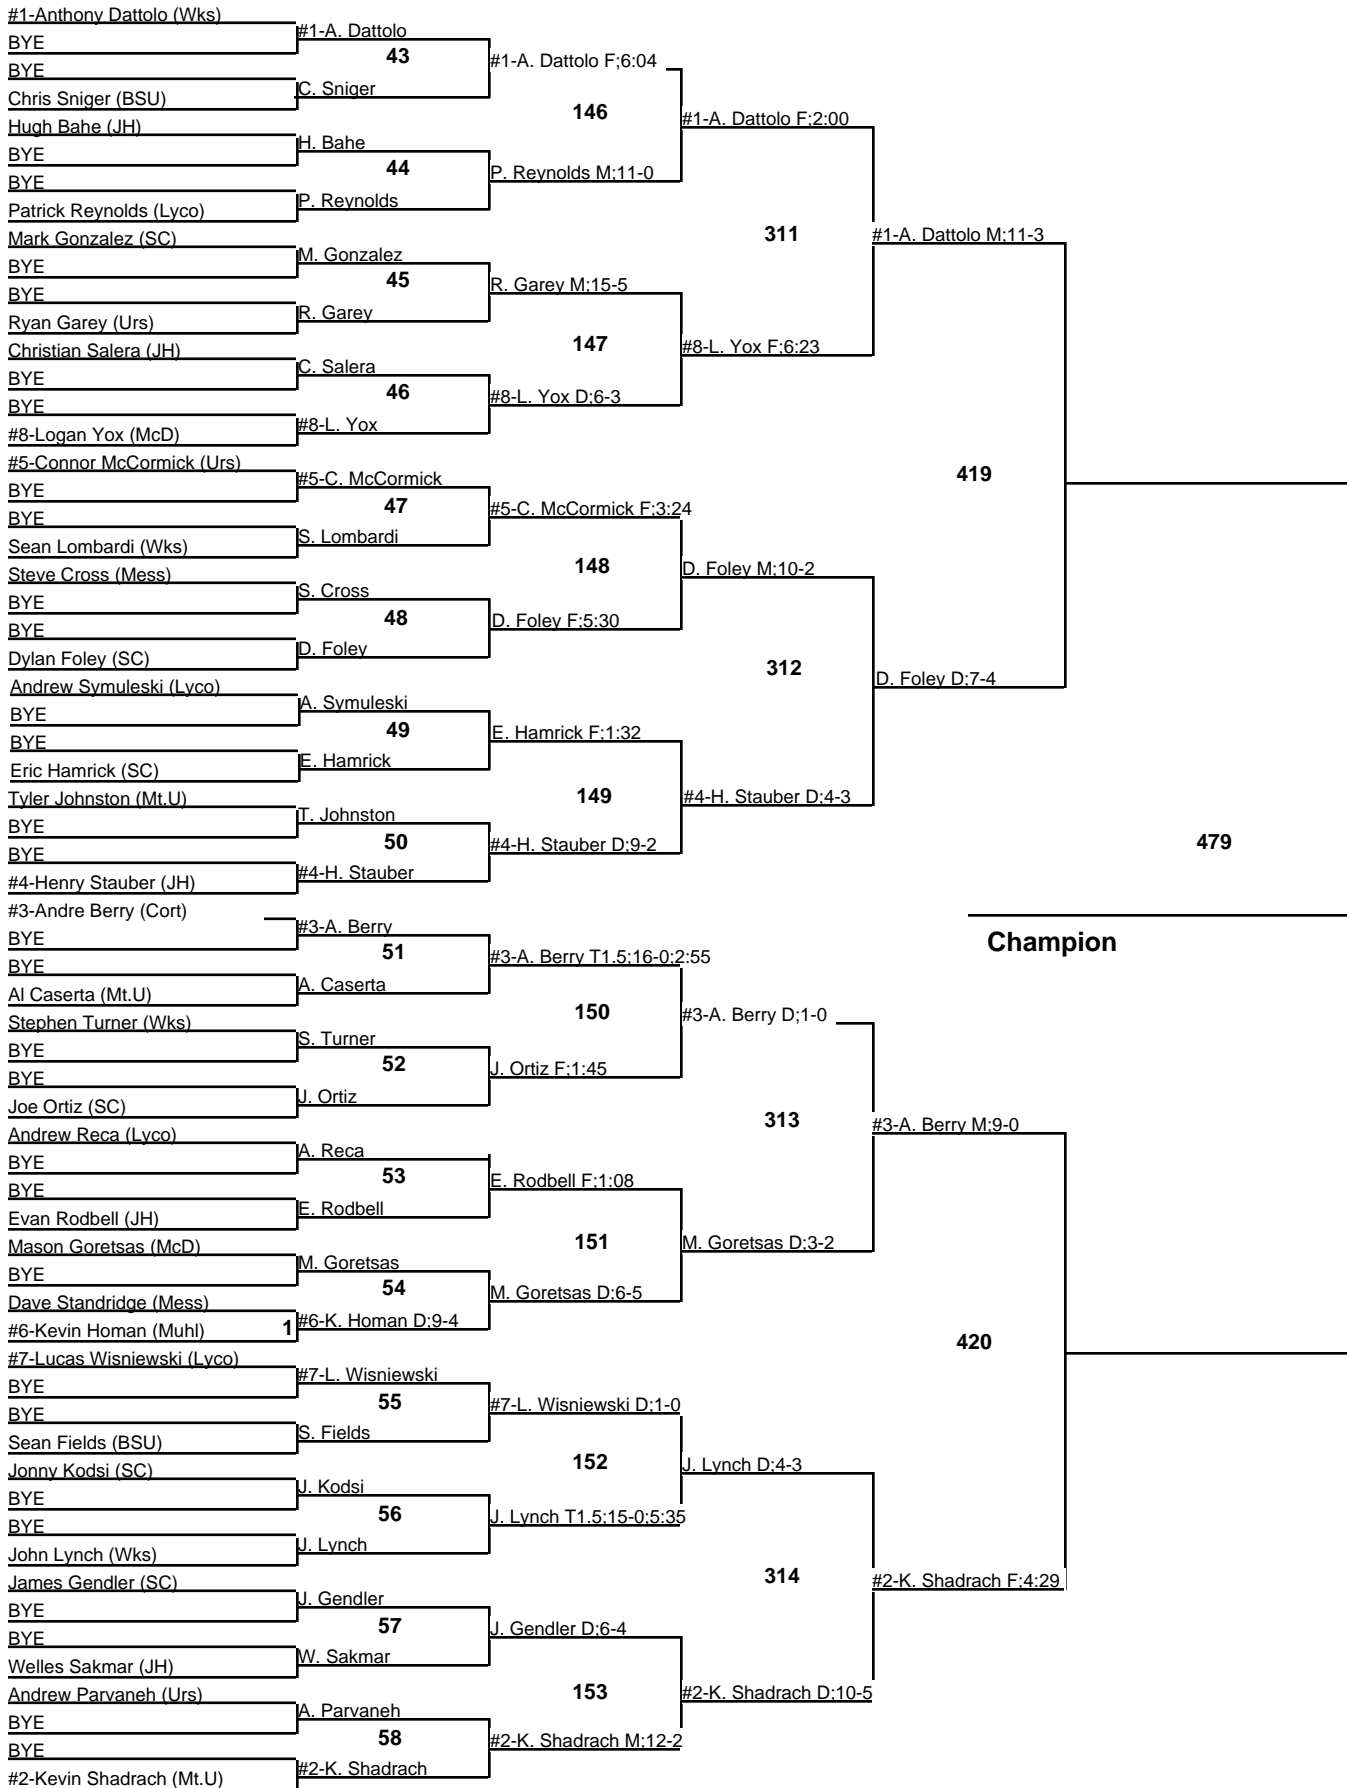 #1-Anthony Dattolo (Wks)
BYE
BYE
Chris Sniger (BSU)
Hugh Bahe (JH)
BYE
BYE
Patrick Reynolds (Lyco)
Mark Gonzalez (SC)
BYE
BYE
Ryan Garey (Urs)
Christian Salera (JH)
BYE
BYE
#8-Logan Yox (McD)
#5-Connor McCormick (Urs)
BYE
BYE
Sean Lombardi (Wks)
Steve Cross (Mess)
BYE
BYE
Dylan Foley (SC)
Andrew Symuleski (Lyco)
BYE
BYE
Eric Hamrick (SC)
Tyler Johnston (Mt.U)
BYE
BYE
#4-Henry Stauber (JH)
#3-Andre Berry (Cort)
BYE
BYE
Al Caserta (Mt.U)
Stephen Turner (Wks)
BYE
BYE
Joe Ortiz (SC)
Andrew Reca (Lyco)
BYE
BYE
Evan Rodbell (JH)
Mason Goretsas (McD)
BYE
Dave Standridge (Mess)
#6-Kevin Homan (Muhl) 1
#7-Lucas Wisniewski (Lyco)
BYE
BYE
Sean Fields (BSU)
Jonny Kodsi (SC)
BYE
BYE
John Lynch (Wks)
James Gendler (SC)
BYE
BYE
Welles Sakmar (JH)
Andrew Parvaneh (Urs)
BYE
BYE
#2-Kevin Shadrach (Mt.U)
#1-A. Dattolo
43
C. Sniger
H. Bahe
44
P. Reynolds
M. Gonzalez
45
R. Garey
C. Salera
46
#8-L. Yox
#5-C. McCormick
47
S. Lombardi
S. Cross
48
D. Foley
A. Symuleski
49
E. Hamrick
T. Johnston
50
#4-H. Stauber
#3-A. Berry
51
A. Caserta
S. Turner
52
J. Ortiz
A. Reca
53
E. Rodbell
M. Goretsas
54
#6-K. Homan D;9-4
#7-L. Wisniewski
55
S. Fields
J. Kodsi
56
J. Lynch
J. Gendler
57
W. Sakmar
A. Parvaneh
58
#2-K. Shadrach
#1-A. Dattolo F;6:04
146
P. Reynolds M;11-0
R. Garey M;15-5
147
#8-L. Yox D;6-3
#5-C. McCormick F;3:24
148
D. Foley F;5:30
E. Hamrick F;1:32
149
#4-H. Stauber D;9-2
#3-A. Berry T1.5;16-0;2:55
150
J. Ortiz F;1:45
E. Rodbell F;1:08
151
M. Goretsas D;6-5
#7-L. Wisniewski D;1-0
152
J. Lynch T1.5;15-0;5:35
J. Gendler D;6-4
153
#2-K. Shadrach M;12-2
#1-A. Dattolo F;2:00
311
#8-L. Yox F;6:23
D. Foley M;10-2
312
#4-H. Stauber D;4-3
#3-A. Berry D;1-0
313
M. Goretsas D;3-2
J. Lynch D;4-3
314
#2-K. Shadrach D;10-5
#1-A. Dattolo M;11-3
419
D. Foley D;7-4
#3-A. Berry M;9-0
420
#2-K. Shadrach F;4:29
479
Champion